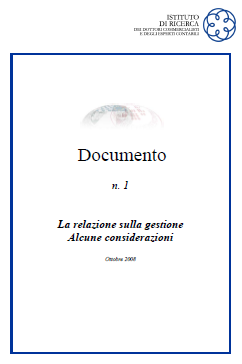 ISTITUTO
DI RICERCA
DEI DOTTORI COMMERCIALISTI
E DEGLI ESPERTI CONTABILI
Documento
n. 1
La relazione sulla gestione
Alcune considerazioni
Ottobre 2008